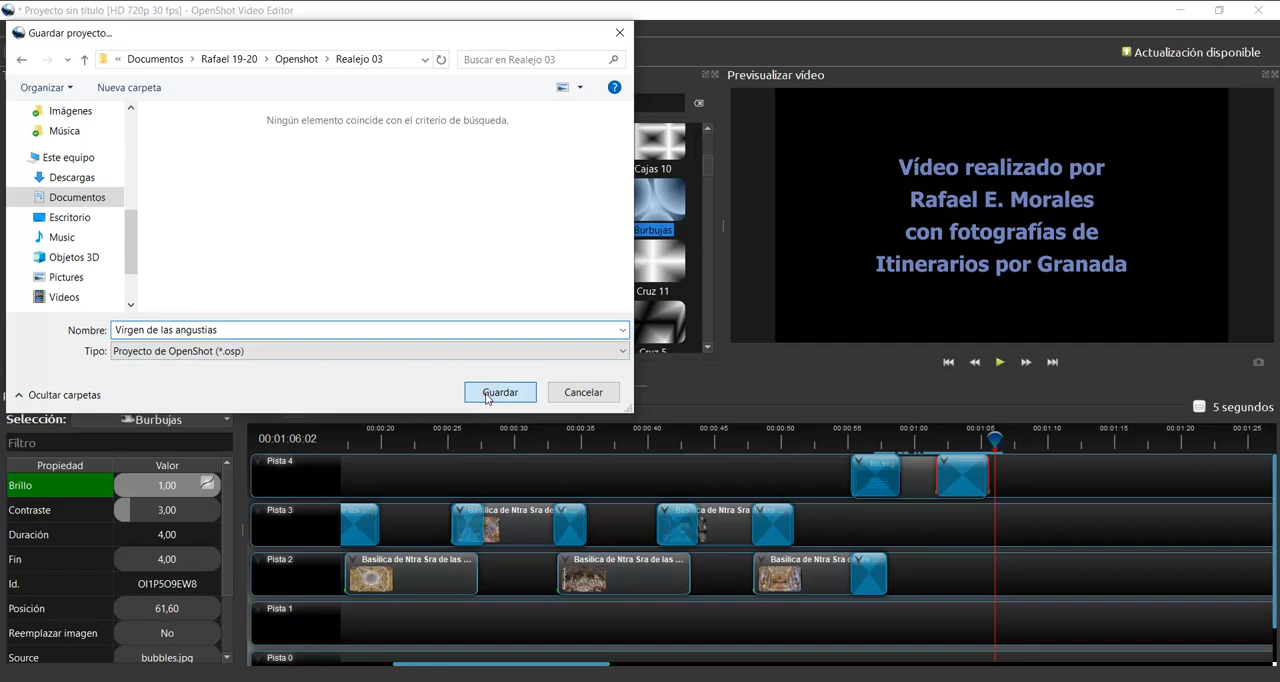 * Proyecto sin título [HD 720p 30 fps] - OpenShot Video Editor
Guardar proyecto...
« Documentos > Rafael 19-20 > Openshot > Realejo 03
Buscar en Realejo 03
Organizar
Nueva carpeta
Imágenes
Música
Este equipo
Descargas
Documentos
Escritorio
Music
Objetos 3D
Pictures
Videos
Ningún elemento coincide con el criterio de búsqueda.
Nombre: Virgen de las angustias
Tipo: Proyecto de OpenShot (*.osp)
Ocultar carpetas
Guardar
Cancelar
Actualización disponible
Previsualizar vídeo
Cajas 10
Burbujas
Cruz 11
Cruz 5
Vídeo realizado por
Rafael E. Morales
con fotografías de
Itinerarios por Granada
5 segundos
Selección: Burbujas
Filtro
Propiedad Valor
Brillo 1,00
Contraste 3,00
Duración 4,00
Fin 4,00
Id. OI1P5O9EW8
Posición 61,60
Reemplazar imagen No
Source bubbles.jpg
00:01:06:02
00:00:20 00:00:25 00:00:30 00:00:35 00:00:40 00:00:45 00:00:50 00:00:55 00:01:00 00:01:05 00:01:10 00:01:15 00:01:20 00:01:25
Pista 4
Pista 3
Basílica de Ntra Sra de las
Basílica de Ntra Sra de las
Pista 2
Basílica de Ntra Sra de las ...
Basílica de Ntra Sra de las ...
Basílica de Ntra Sra de
Pista 1
Pista 0